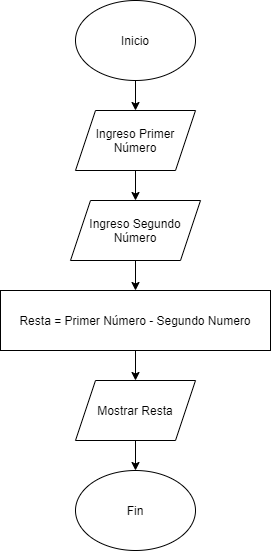 Inicio
Ingreso Primer
Número
Ingreso Segundo
Número
Resta = Primer Número - Segundo Numero
Mostrar Resta
Fin